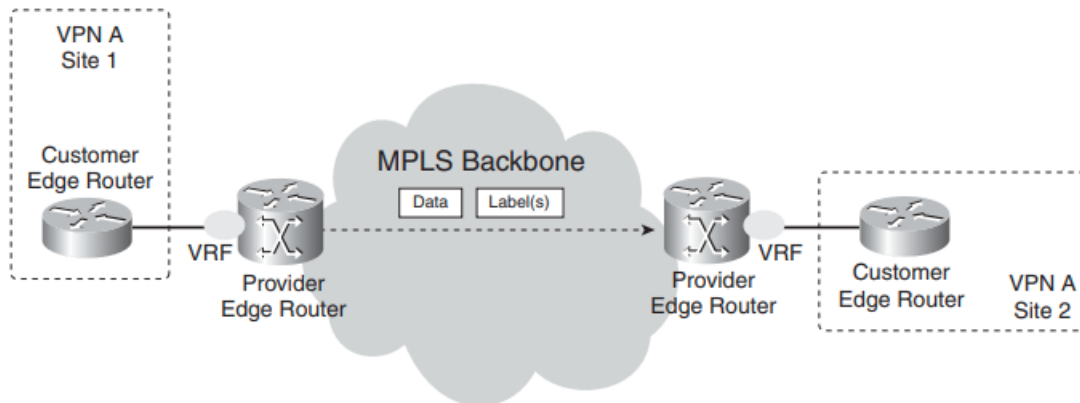 VPN A
Site 1
Customer
Edge Router
VRF
Provider
Edge Router
MPLS Backbone
Data
Label(s)
Provider
Edge Router
VRF
Customer
Edge Router
VPN A
Site 2